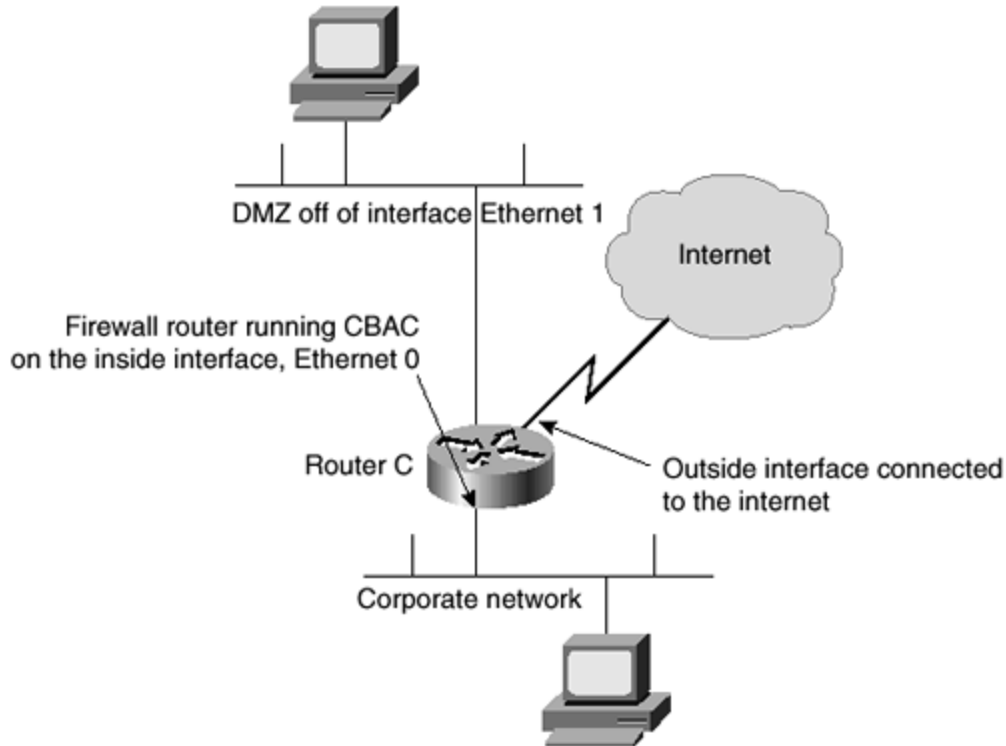 DMZ off of interface Ethernet 1
Internet
Firewall router running CBAC
on the inside interface, Ethernet 0
Router C
Outside interface connected
to the internet
Corporate network